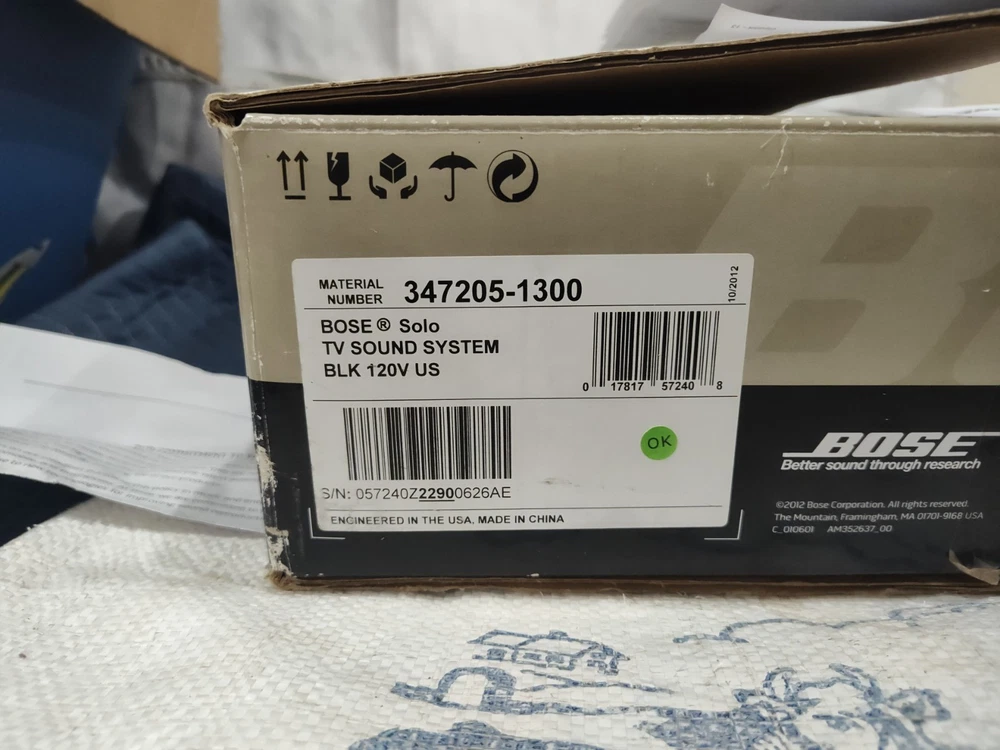 MATERIAL
NUMBER
347205-1300
10/2012
BOSE® Solo
TV SOUND SYSTEM
BLK 120V US
0 17817 57240 8
OK
S/N: 057240Z22900626AE
ENGINEERED IN THE USA, MADE IN CHINA
BOSE
Better sound through research
©2012 Bose Corporation. All rights reserved.
The Mountain, Framingham, MA 01701-9168 USA
C_010601 AM352637_00